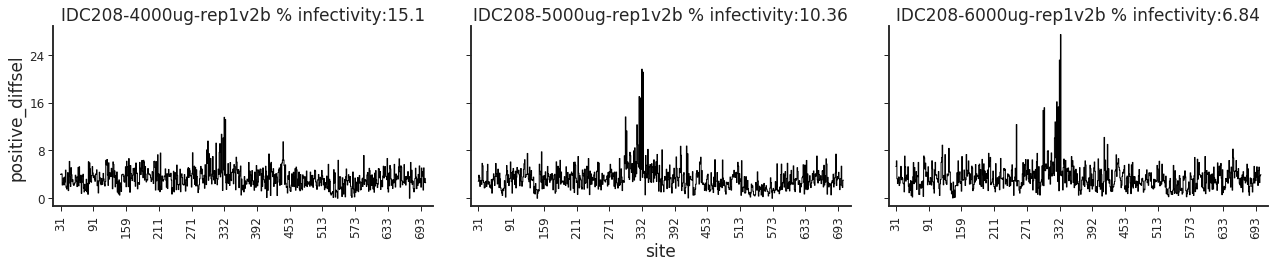 IDC208-4000ug-rep1v2b % infectivity:15.1
IDC208-5000ug-rep1v2b % infectivity:10.36
IDC208-6000ug-rep1v2b % infectivity:6.84
positive_diffsel
24
16
8
0
31 91 159 211 271 332 392 453 513 573 633 693
31 91 159 211 271 332 392 453 513 573 633 693
31 91 159 211 271 332 392 453 513 573 633 693
site